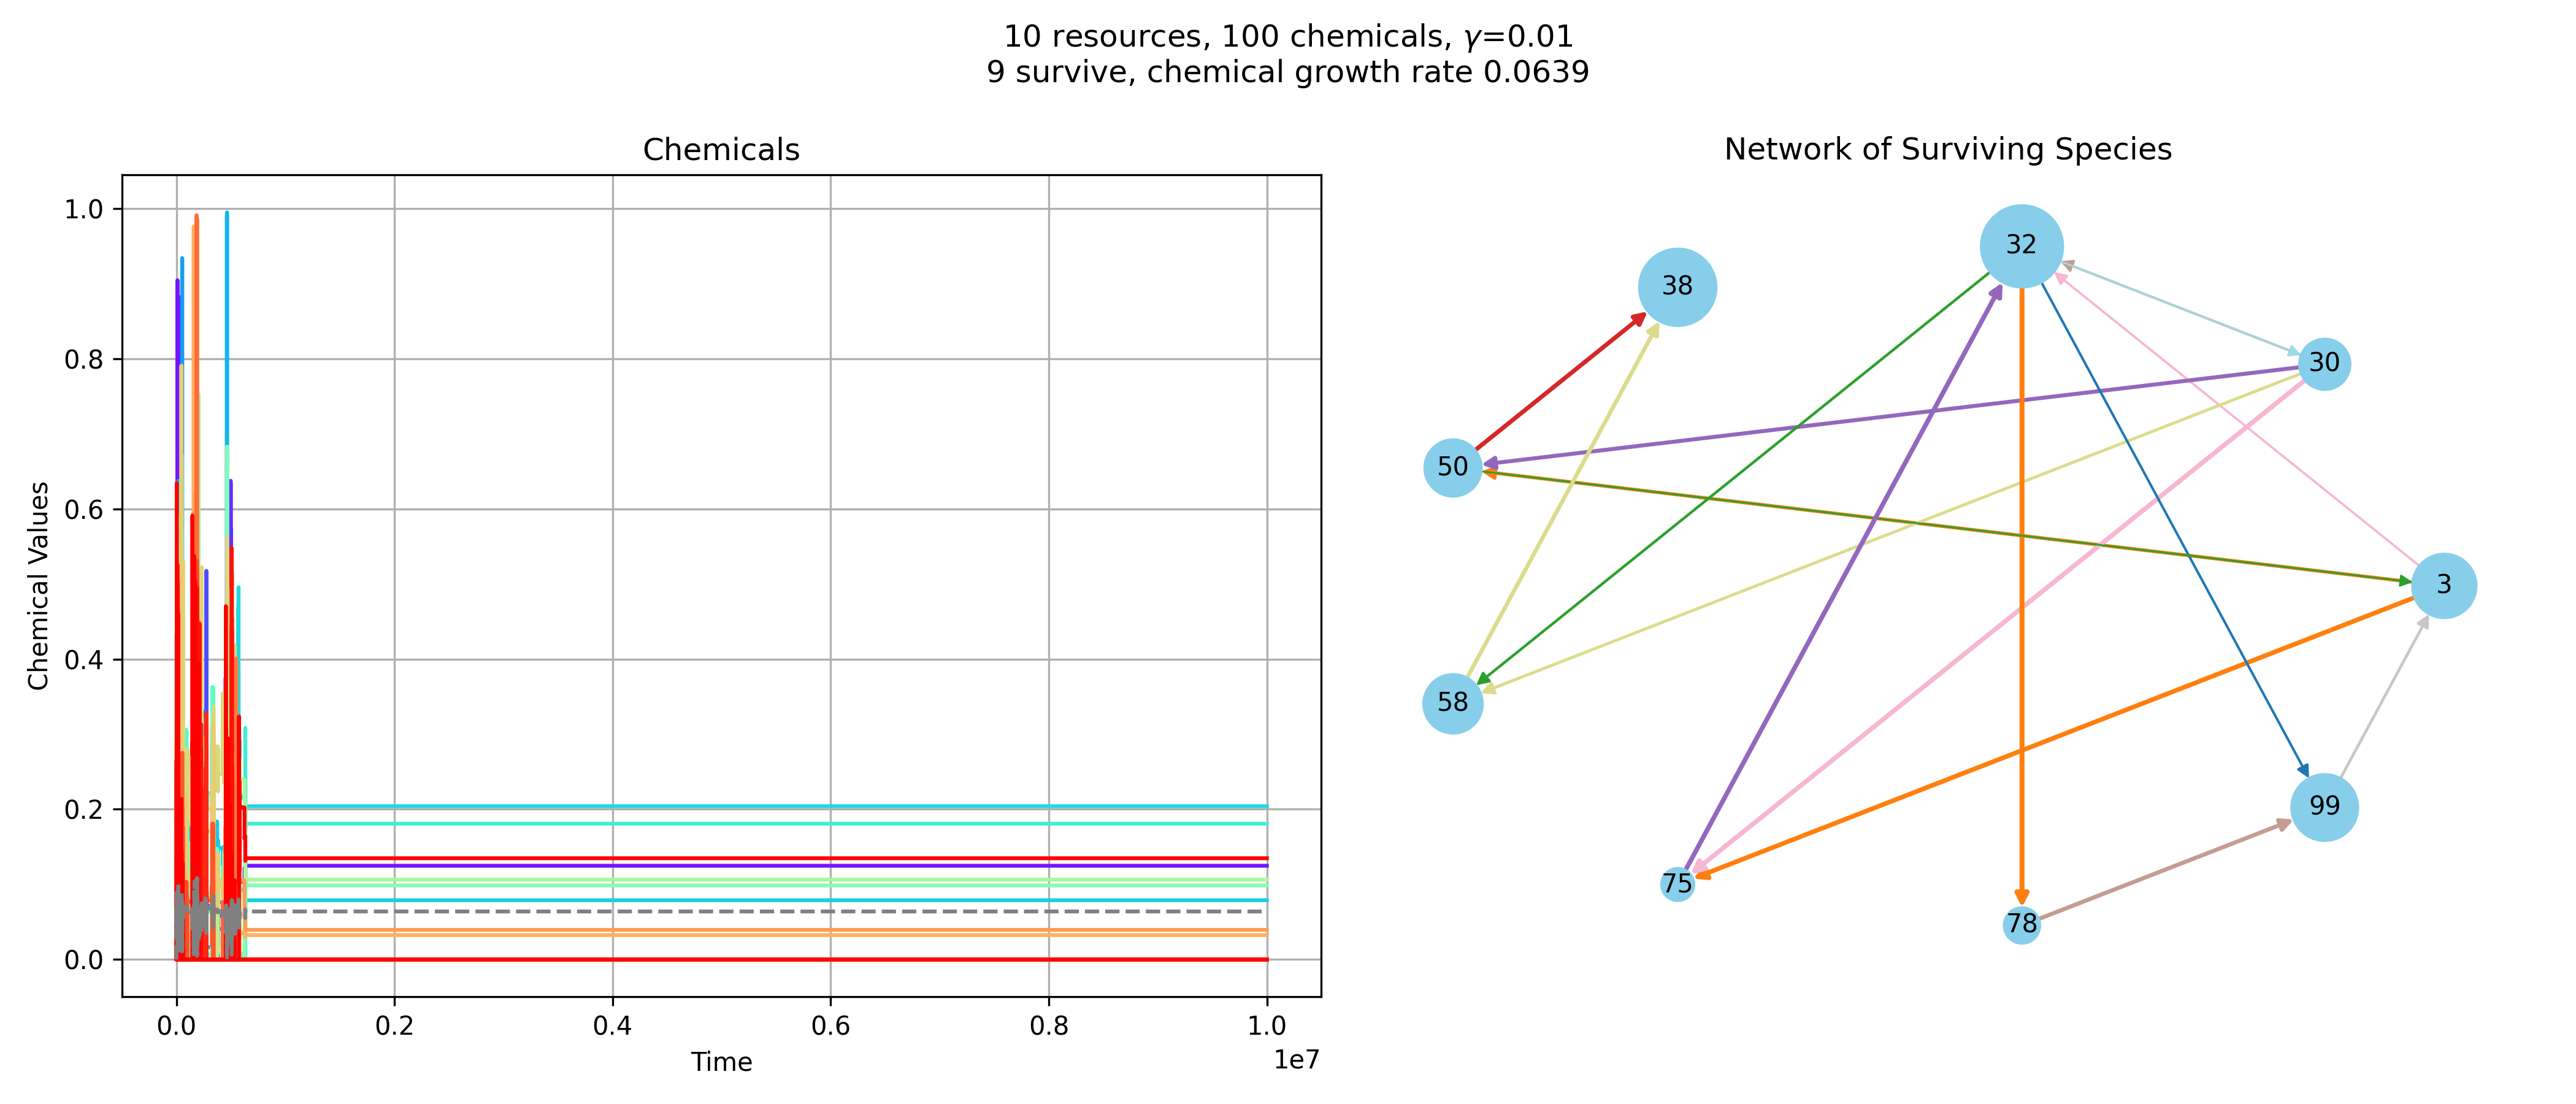 10 resources, 100 chemicals, γ=0.01
9 survive, chemical growth rate 0.0639
Chemicals
Network of Surviving Species
Chemical Values
1.0
0.8
0.6
0.4
0.2
0.0
0.0 0.2 0.4 0.6 0.8 1.0
1e7
Time
32
38
30
50
3
58
99
75
78